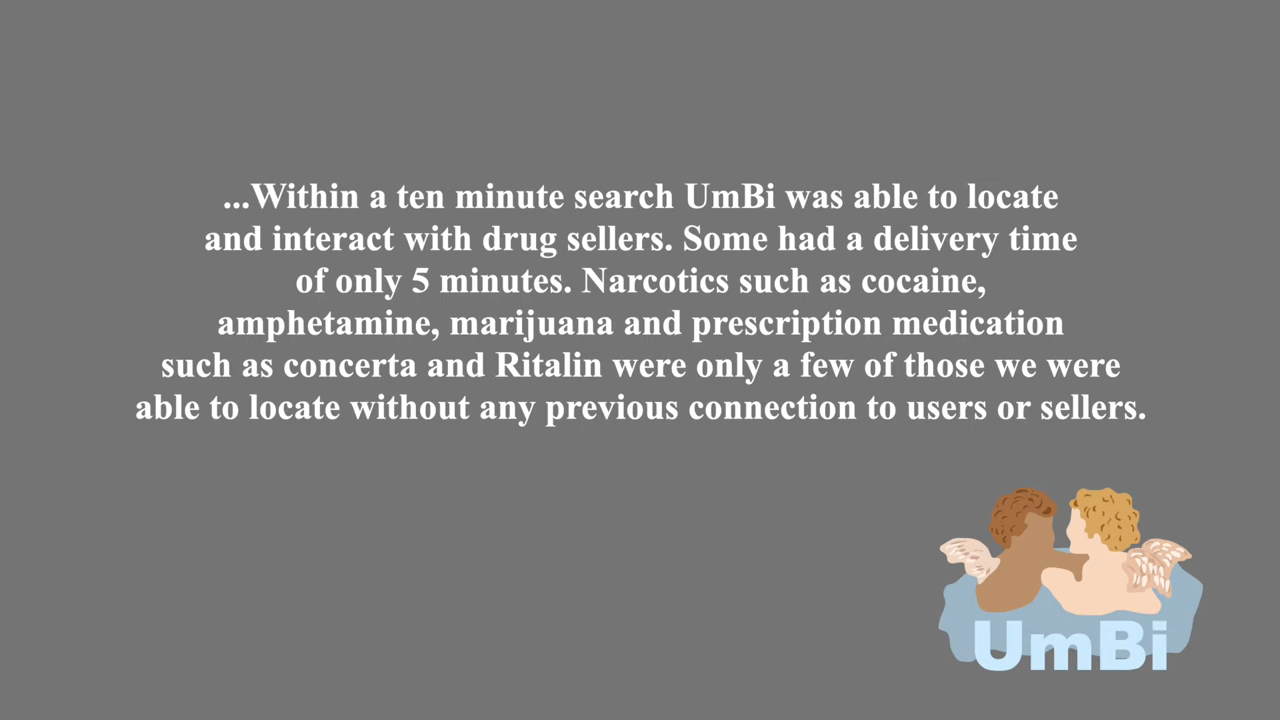 ...Within a ten minute search UmBi was able to locate
and interact with drug sellers. Some had a delivery time
of only 5 minutes. Narcotics such as cocaine,
amphetamine, marijuana and prescription medication
such as concerta and Ritalin were only a few of those we were
able to locate without any previous connection to users or sellers.
UmBi